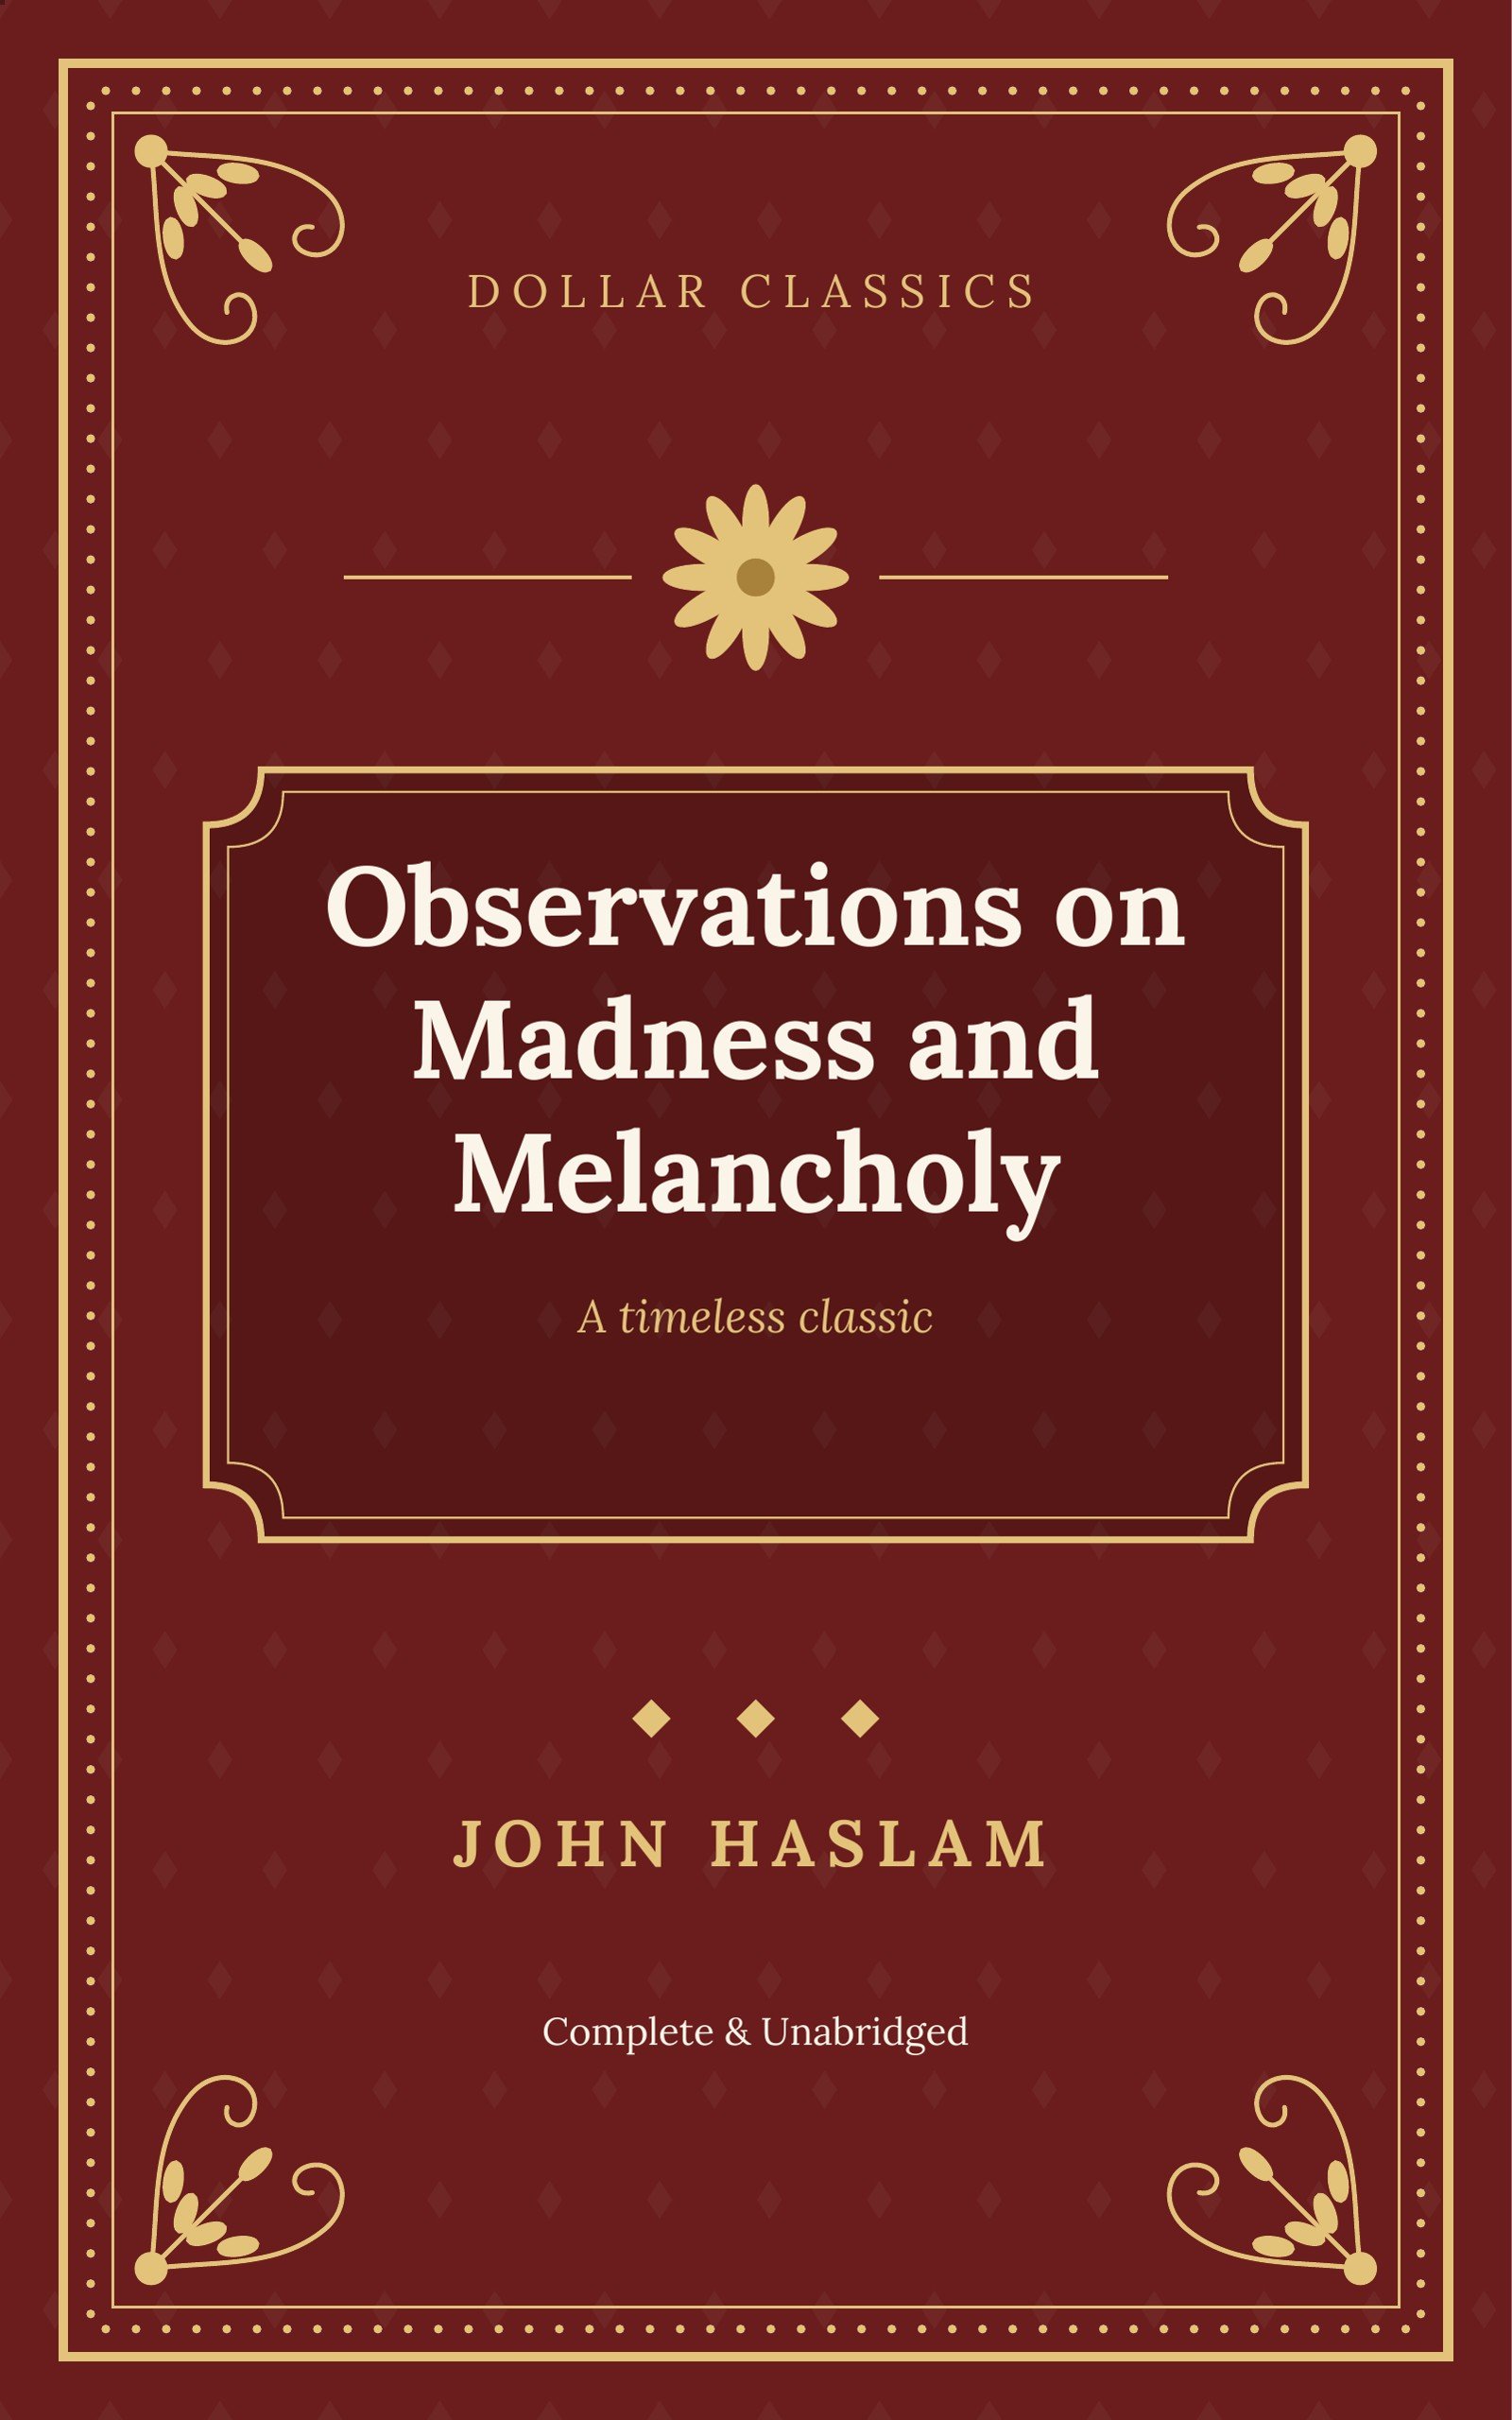 DOLLAR CLASSICS
Observations on
Madness and
Melancholy
A timeless classic
JOHN HASLAM
Complete & Unabridged